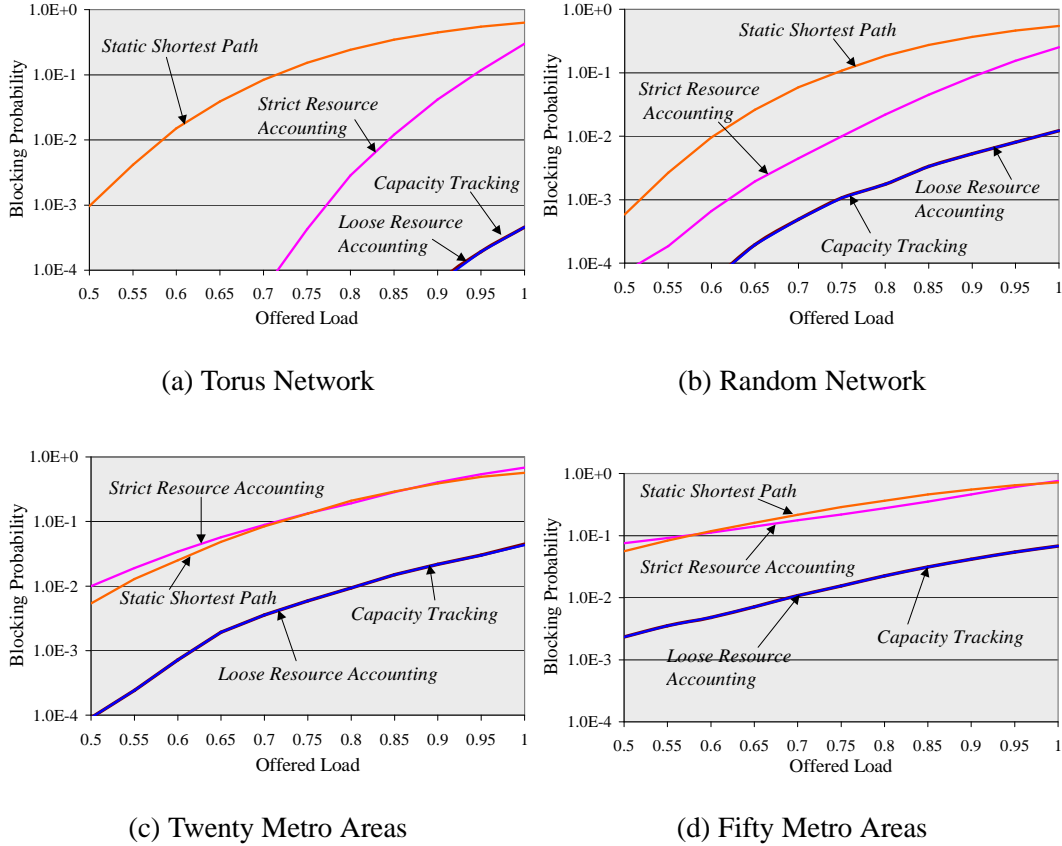 1.0E+0
1.0E-1
1.0E-2
1.0E-3
1.0E-4
Blocking Probability
Static Shortest Path
Strict Resource
Accounting
Capacity Tracking
Loose Resource
Accounting
0.5 0.55 0.6 0.65 0.7 0.75 0.8 0.85 0.9 0.95 1
Offered Load
(a) Torus Network
1.0E+0
1.0E-1
1.0E-2
1.0E-3
1.0E-4
Blocking Probability
Static Shortest Path
Strict Resource
Accounting
Loose Resource
Accounting
Capacity Tracking
0.5 0.55 0.6 0.65 0.7 0.75 0.8 0.85 0.9 0.95 1
Offered Load
(b) Random Network
1.0E+0
1.0E-1
1.0E-2
1.0E-3
1.0E-4
Blocking Probability
Strict Resource Accounting
Static Shortest Path
Capacity Tracking
Loose Resource Accounting
0.5 0.55 0.6 0.65 0.7 0.75 0.8 0.85 0.9 0.95 1
Offered Load
(c) Twenty Metro Areas
1.0E+0
1.0E-1
1.0E-2
1.0E-3
1.0E-4
Blocking Probability
Static Shortest Path
Strict Resource Accounting
Capacity Tracking
Loose Resource
Accounting
0.5 0.55 0.6 0.65 0.7 0.75 0.8 0.85 0.9 0.95 1
Offered Load
(d) Fifty Metro Areas